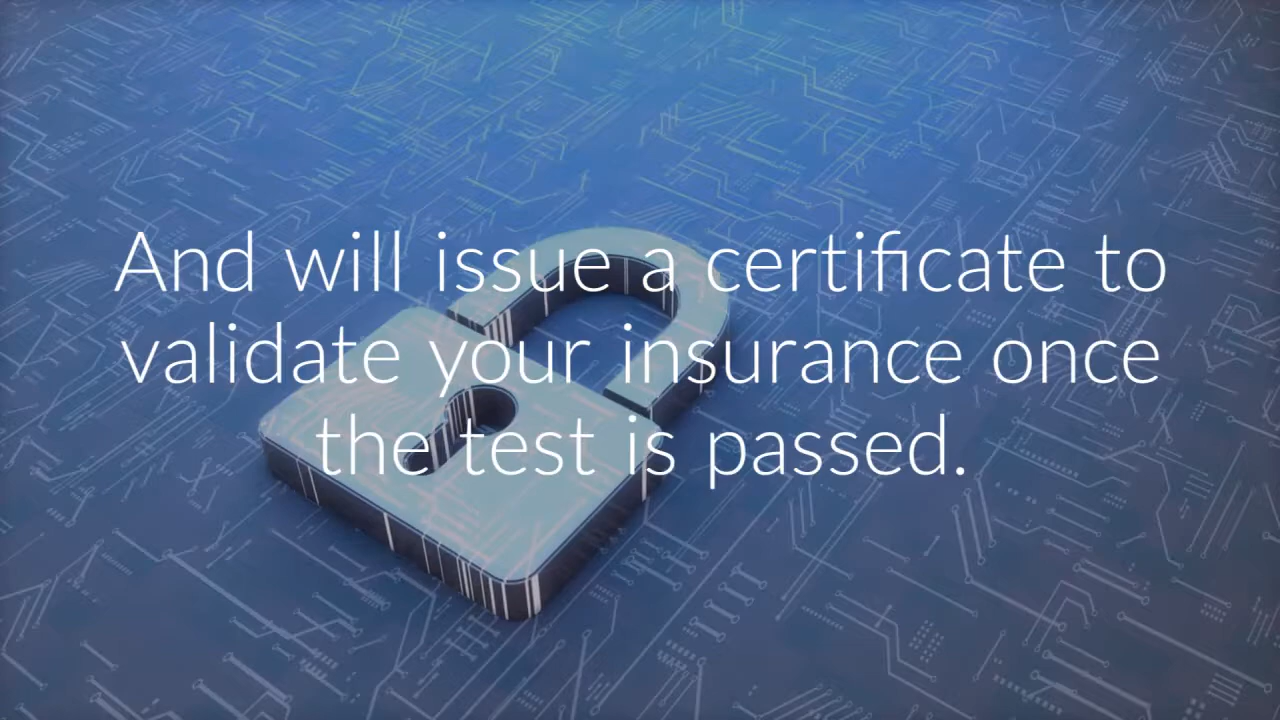 And will issue a certificate to
validate your insurance once
the test is passed.